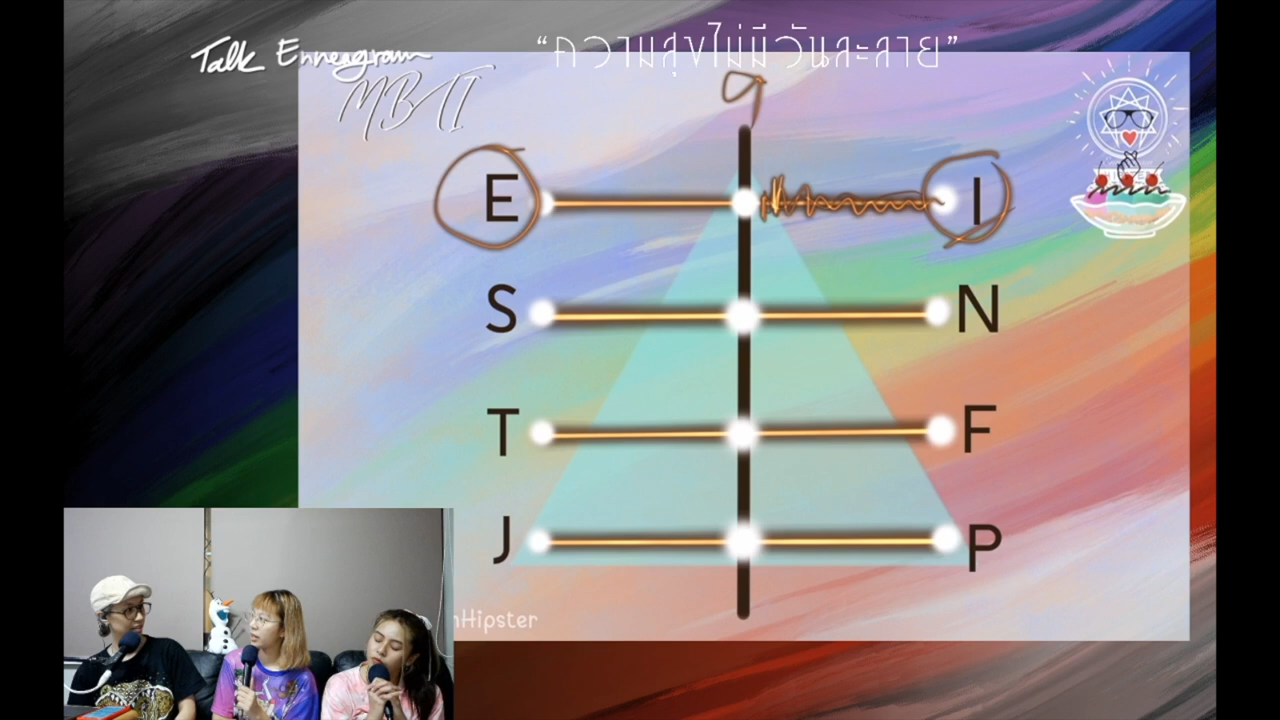 Talk Enneagram
MBTI
“ความสุขไม่มีวันละลาย”
E I
S N
T F
J P
nHipster